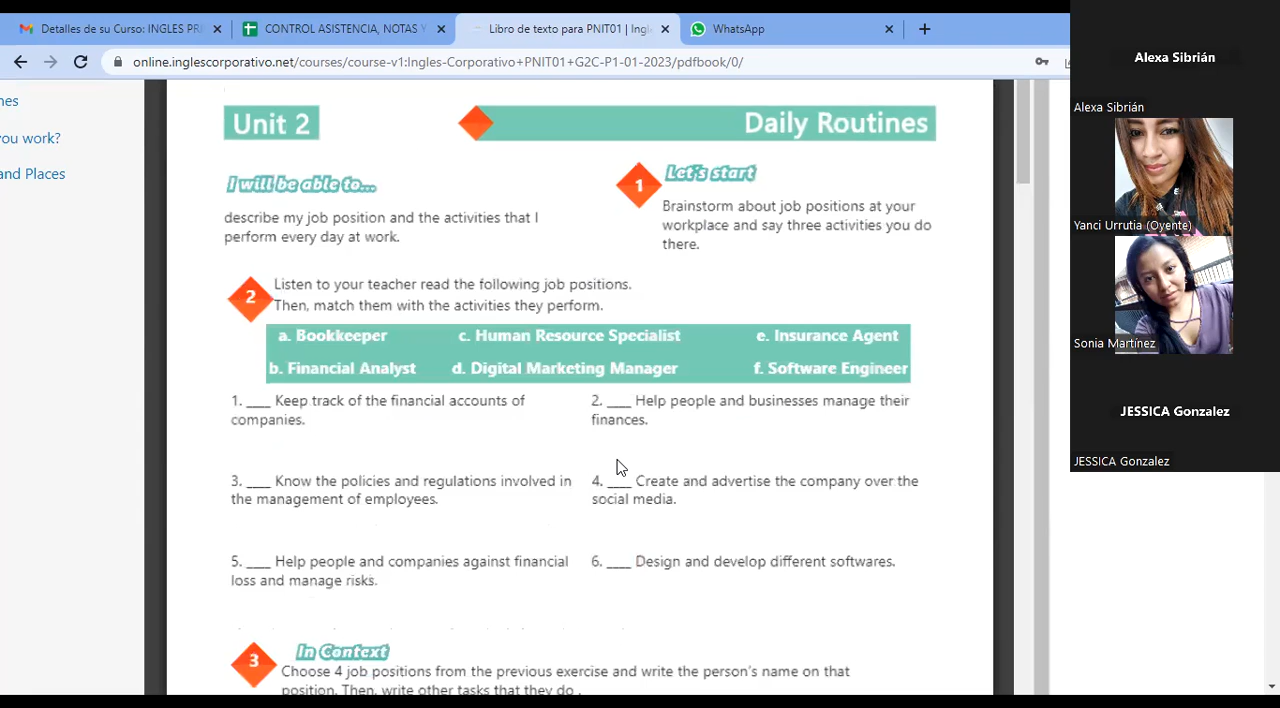 Detalles de su Curso: INGLES PRI
CONTROL ASISTENCIA, NOTAS Y
Libro de texto para PNIT01 | Ingl
WhatsApp
online.inglescorporativo.net/courses/course-v1:Ingles-Corporativo+PNIT01+G2C-P1-01-2023/pdfbook/0/
nes
you work?
and Places
Unit 2
Daily Routines
I will be able to...
describe my job position and the activities that I
perform every day at work.
1
Let's start
Brainstorm about job positions at your
workplace and say three activities you do
there.
2
Listen to your teacher read the following job positions.
Then, match them with the activities they perform.
a. Bookkeeper c. Human Resource Specialist e. Insurance Agent
b. Financial Analyst d. Digital Marketing Manager f. Software Engineer
1. ____ Keep track of the financial accounts of
companies.
2. ____ Help people and businesses manage their
finances.
3. ____ Know the policies and regulations involved in
the management of employees.
4. ____ Create and advertise the company over the
social media.
5. ____ Help people and companies against financial
loss and manage risks.
6. ____ Design and develop different softwares.
3
In Context
Choose 4 job positions from the previous exercise and write the person's name on that
position. Then, write other tasks that they do .
Alexa Sibrián
Alexa Sibrián
Yanci Urrutia (Oyente)
Sonia Martínez
JESSICA Gonzalez
JESSICA Gonzalez